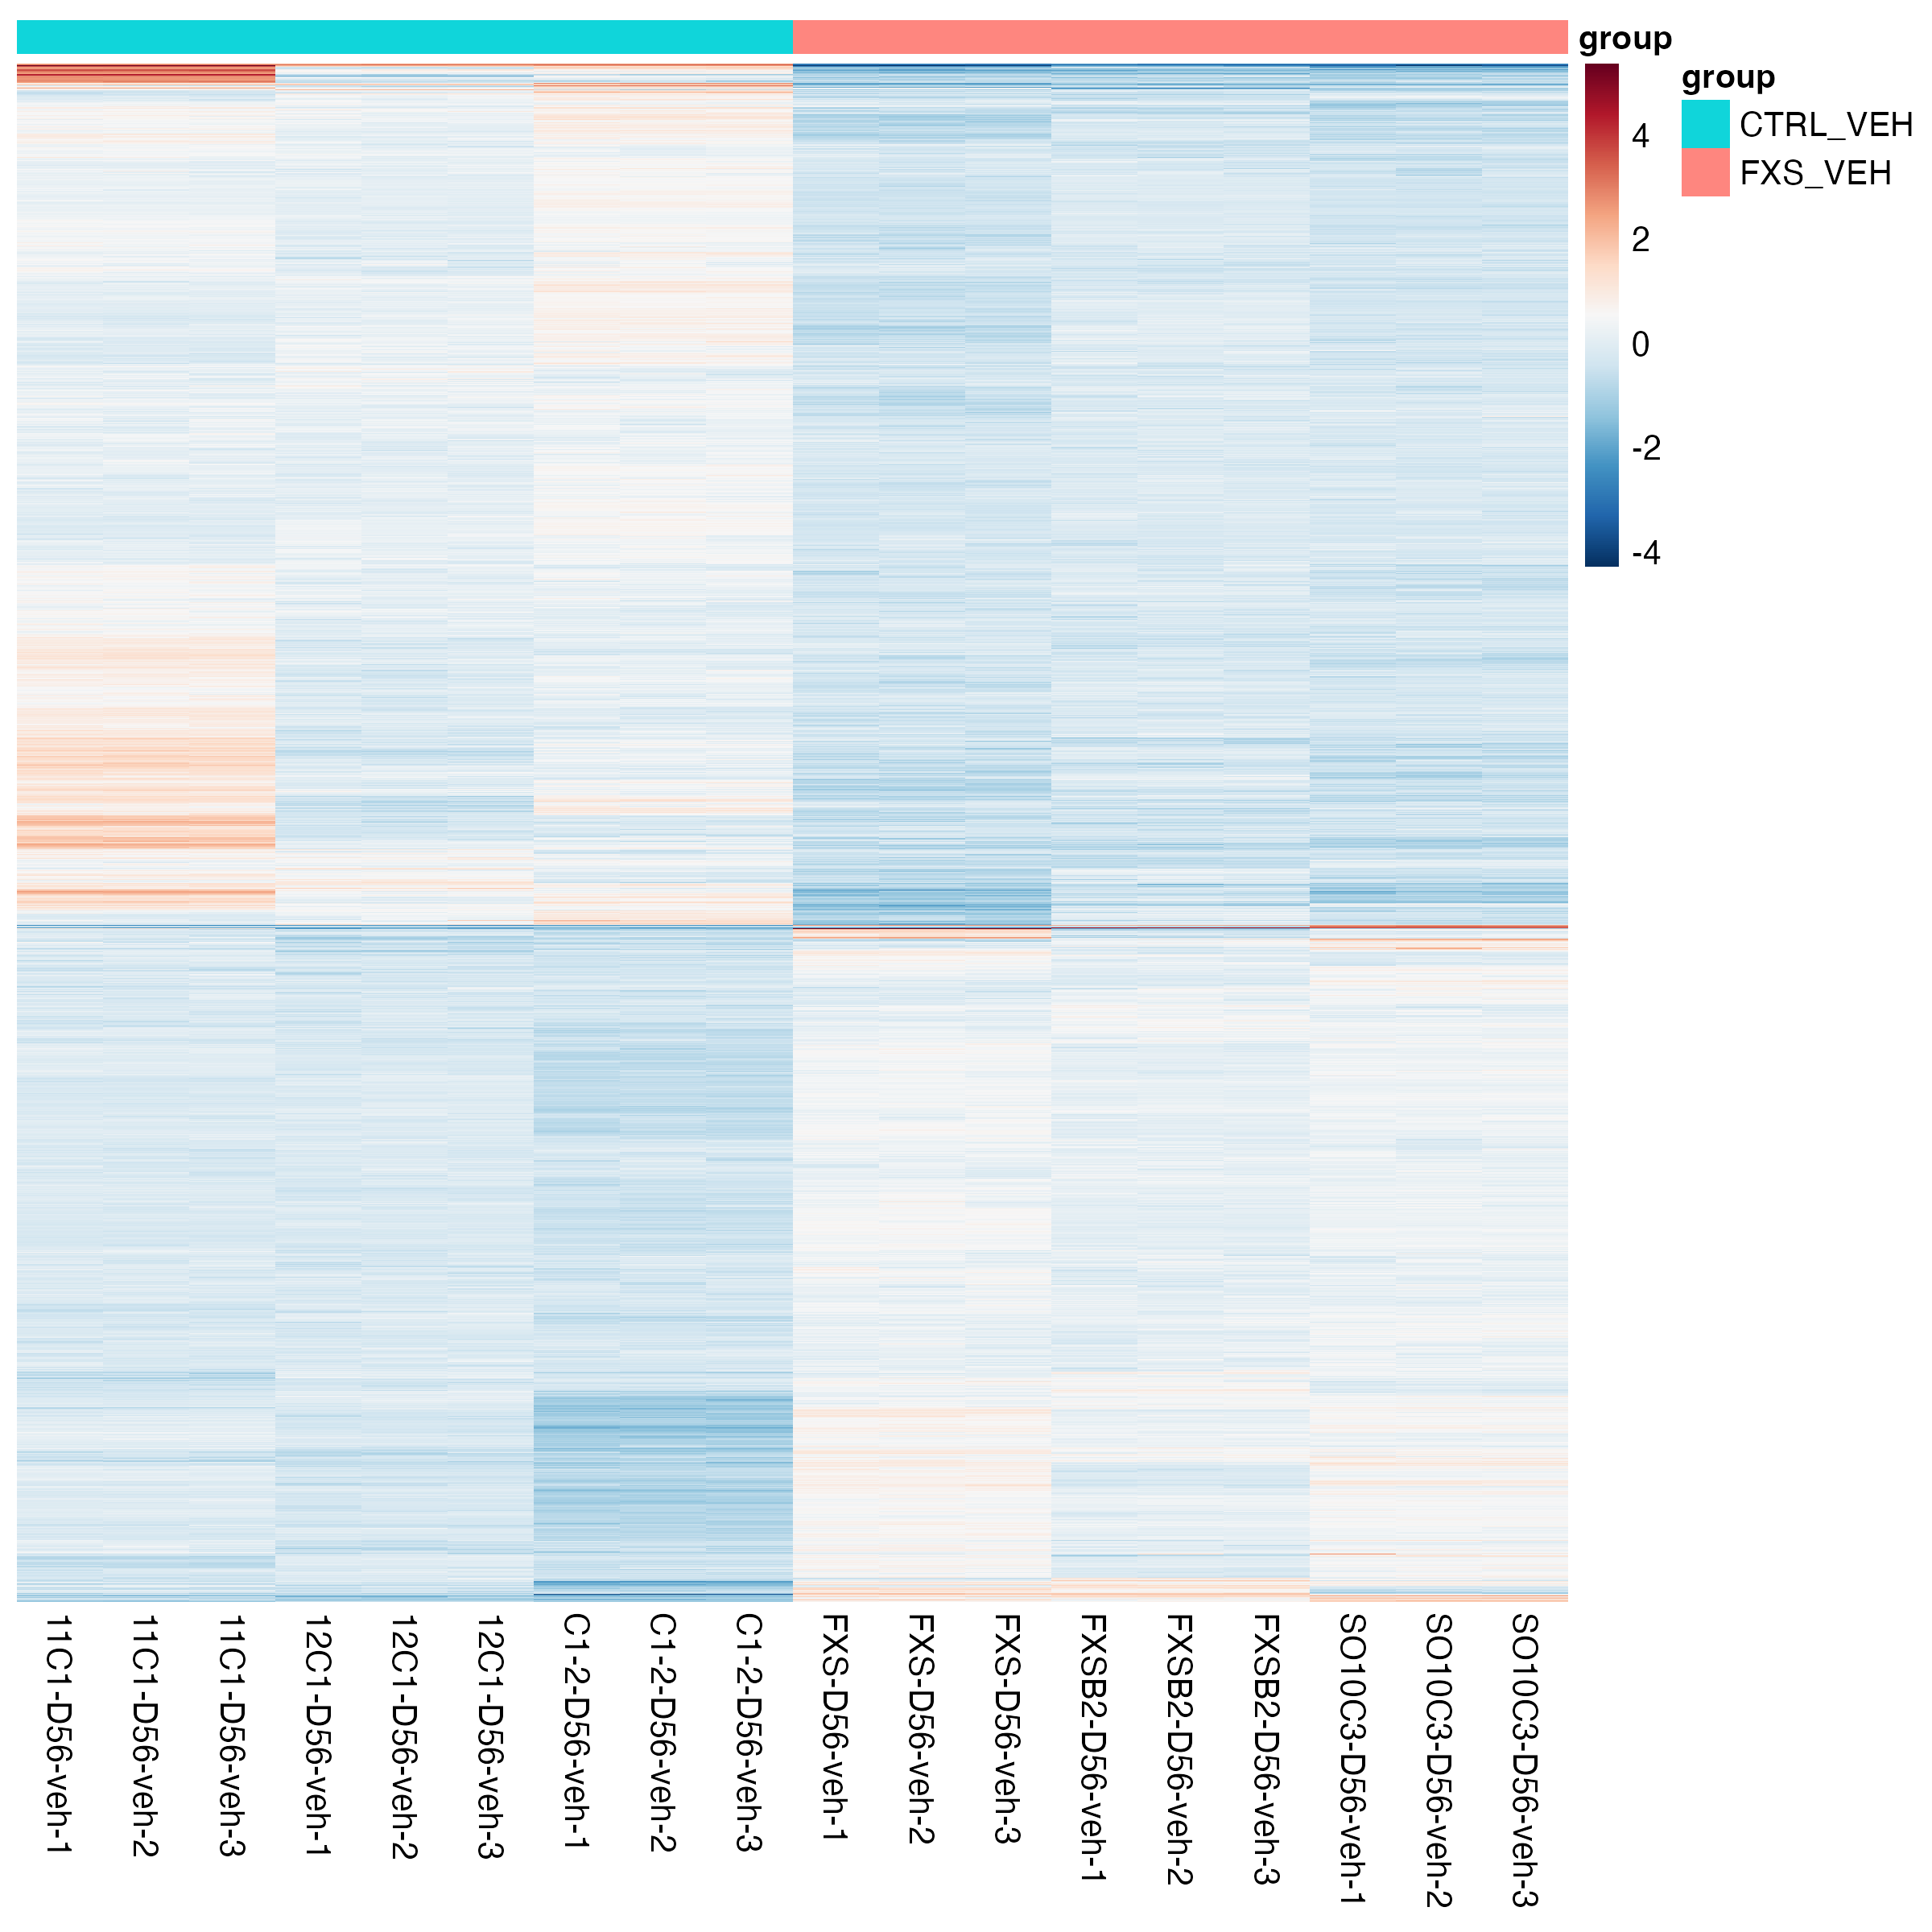 group
4
2
0
-2
-4
group
CTRL_VEH
FXS_VEH
11C1-D56-veh-1
11C1-D56-veh-2
11C1-D56-veh-3
12C1-D56-veh-1
12C1-D56-veh-2
12C1-D56-veh-3
C1-2-D56-veh-1
C1-2-D56-veh-2
C1-2-D56-veh-3
FXS-D56-veh-1
FXS-D56-veh-2
FXS-D56-veh-3
FXSB2-D56-veh-1
FXSB2-D56-veh-2
FXSB2-D56-veh-3
SO10C3-D56-veh-1
SO10C3-D56-veh-2
SO10C3-D56-veh-3